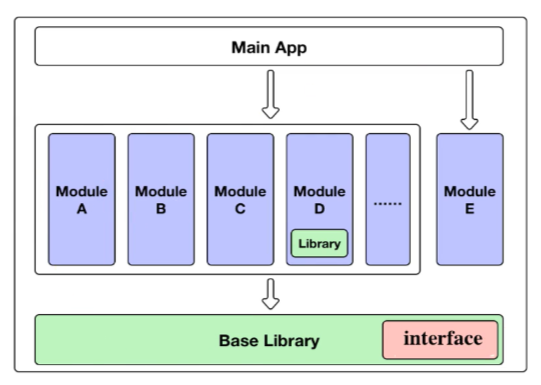 Main App
Module
A
Module
B
Module
C
Module
D
Library
......
Module
E
Base Library
interface